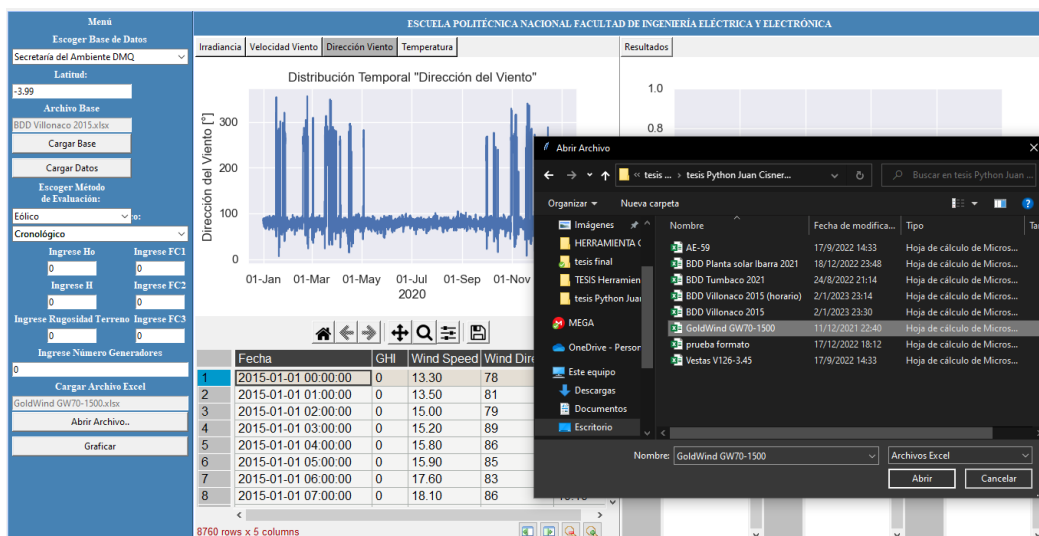 Menú
Escoger Base de Datos
Secretaría del Ambiente DMQ
Latitud:
-3.99
Archivo Base
BDD Villonaco 2015.xlsx
Cargar Base
Cargar Datos
Escoger Método
de Evaluación:
Eólico
ro:
Cronológico
Ingrese Ho Ingrese FC1
0 0
Ingrese H Ingrese FC2
0 0
Ingrese Rugosidad Terreno Ingrese FC3
0 0
Ingrese Número Generadores
0
Cargar Archivo Excel
GoldWind GW70-1500.xlsx
Abrir Archivo..
Graficar
ESCUELA POLITÉCNICA NACIONAL FACULTAD DE INGENIERÍA ELÉCTRICA Y ELECTRÓNICA
Irradiancia Velocidad Viento Dirección Viento Temperatura
Distribución Temporal "Dirección del Viento"
Dirección del Viento [°]
300
200
100
0
01-Jan 01-Mar 01-May 01-Jul 01-Sep 01-Nov
2020
Fecha GHI Wind Speed Wind Dire
1 2015-01-01 00:00:00 0 13.30 78
2 2015-01-01 01:00:00 0 13.50 81
3 2015-01-01 02:00:00 0 15.00 79
4 2015-01-01 03:00:00 0 15.20 89
5 2015-01-01 04:00:00 0 15.80 86
6 2015-01-01 05:00:00 0 15.90 85
7 2015-01-01 06:00:00 0 17.60 83
8 2015-01-01 07:00:00 0 18.10 86
8760 rows x 5 columns
Resultados
1.0
0.8
Abrir Archivo
« tesis ... › tesis Python Juan Cisner...
Buscar en tesis Python Juan ...
Organizar Nueva carpeta
Imágenes
HERRAMIENTA C
tesis final
TESIS Herramien
tesis Python Juan
MEGA
OneDrive - Person
Este equipo
Descargas
Documentos
Escritorio
Nombre Fecha de modifica... Tipo Ta
AE-59 17/9/2022 14:33 Hoja de cálculo de Micros...
BDD Planta solar Ibarra 2021 18/12/2022 23:48 Hoja de cálculo de Micros...
BDD Tumbaco 2021 24/8/2022 21:14 Hoja de cálculo de Micros...
BDD Villonaco 2015 (horario) 2/1/2023 23:14 Hoja de cálculo de Micros...
BDD Villonaco 2015 2/1/2023 23:30 Hoja de cálculo de Micros...
GoldWind GW70-1500 11/12/2021 22:40 Hoja de cálculo de Micros...
prueba formato 17/12/2022 18:12 Hoja de cálculo de Micros...
Vestas V126-3.45 17/9/2022 14:33 Hoja de cálculo de Micros...
Nombre: GoldWind GW70-1500 Archivos Excel
Abrir Cancelar